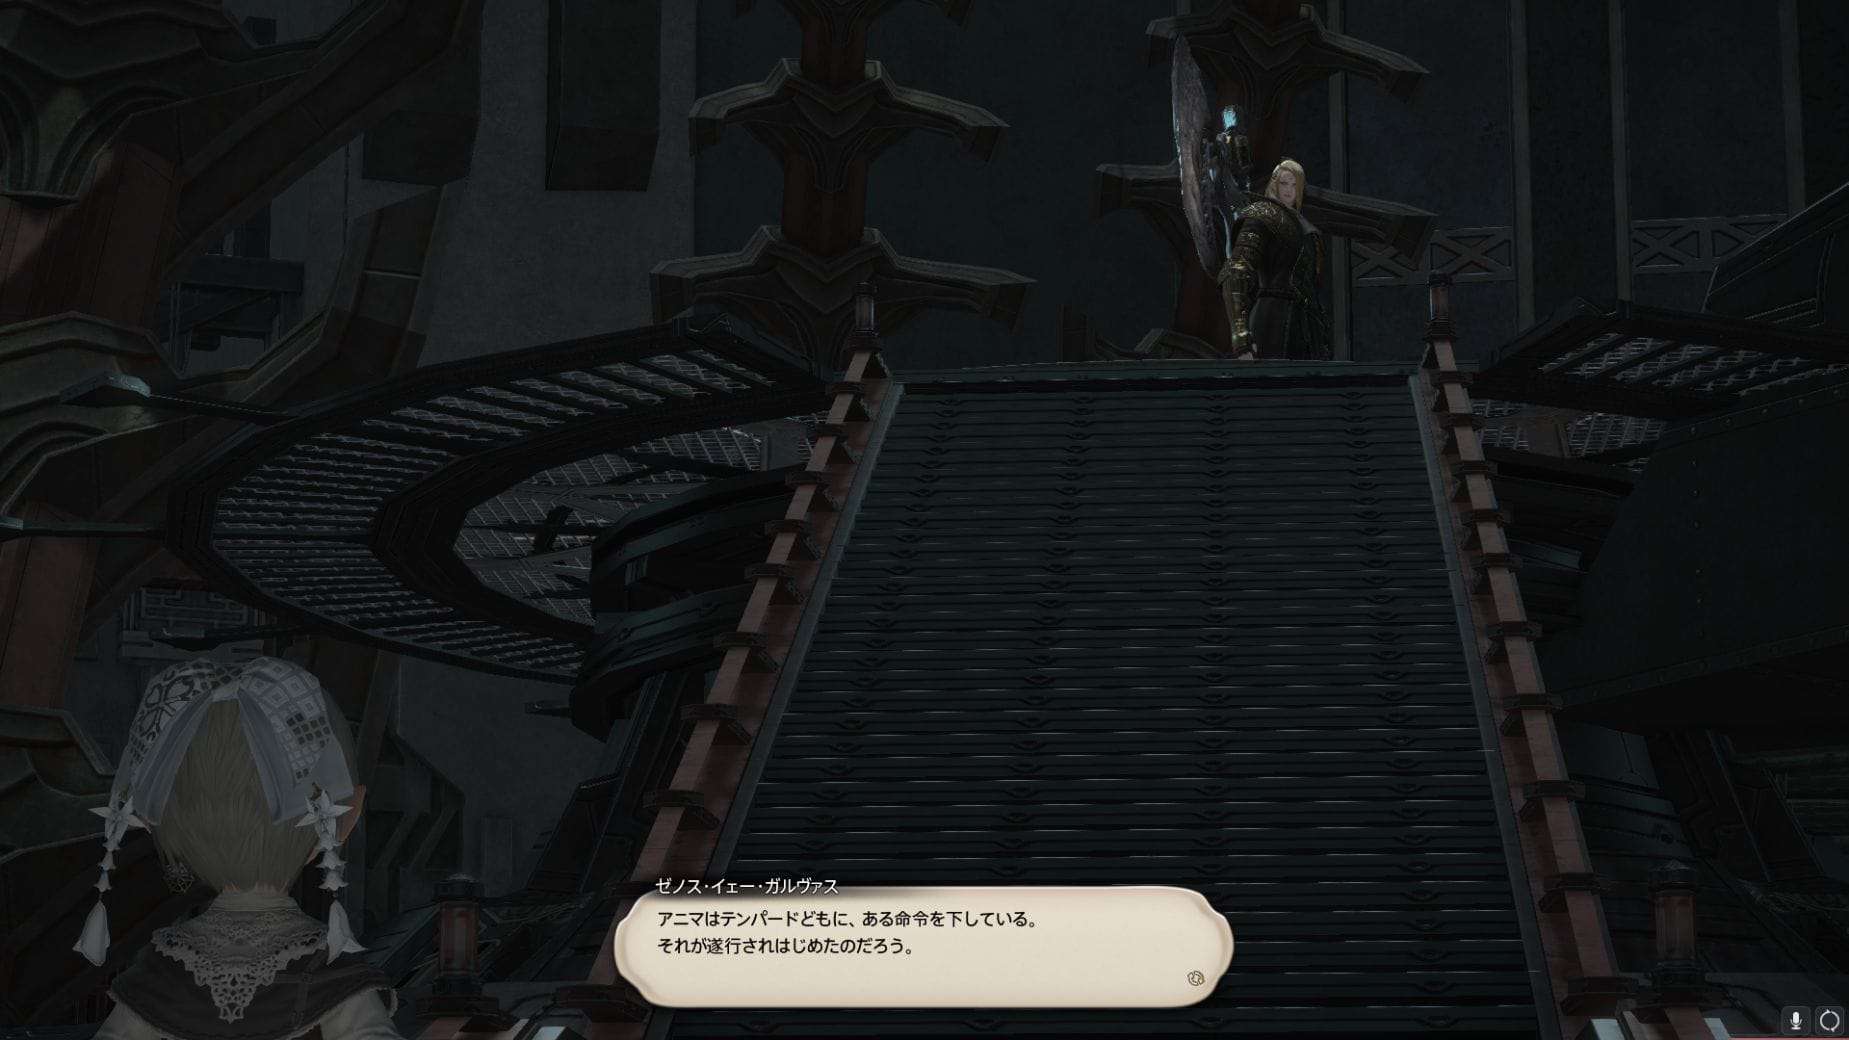 ゼノス・イェー・ガルヴァス
アニマはテンパードどもに、ある命令を下している。
それが遂行されはじめたのだろう。